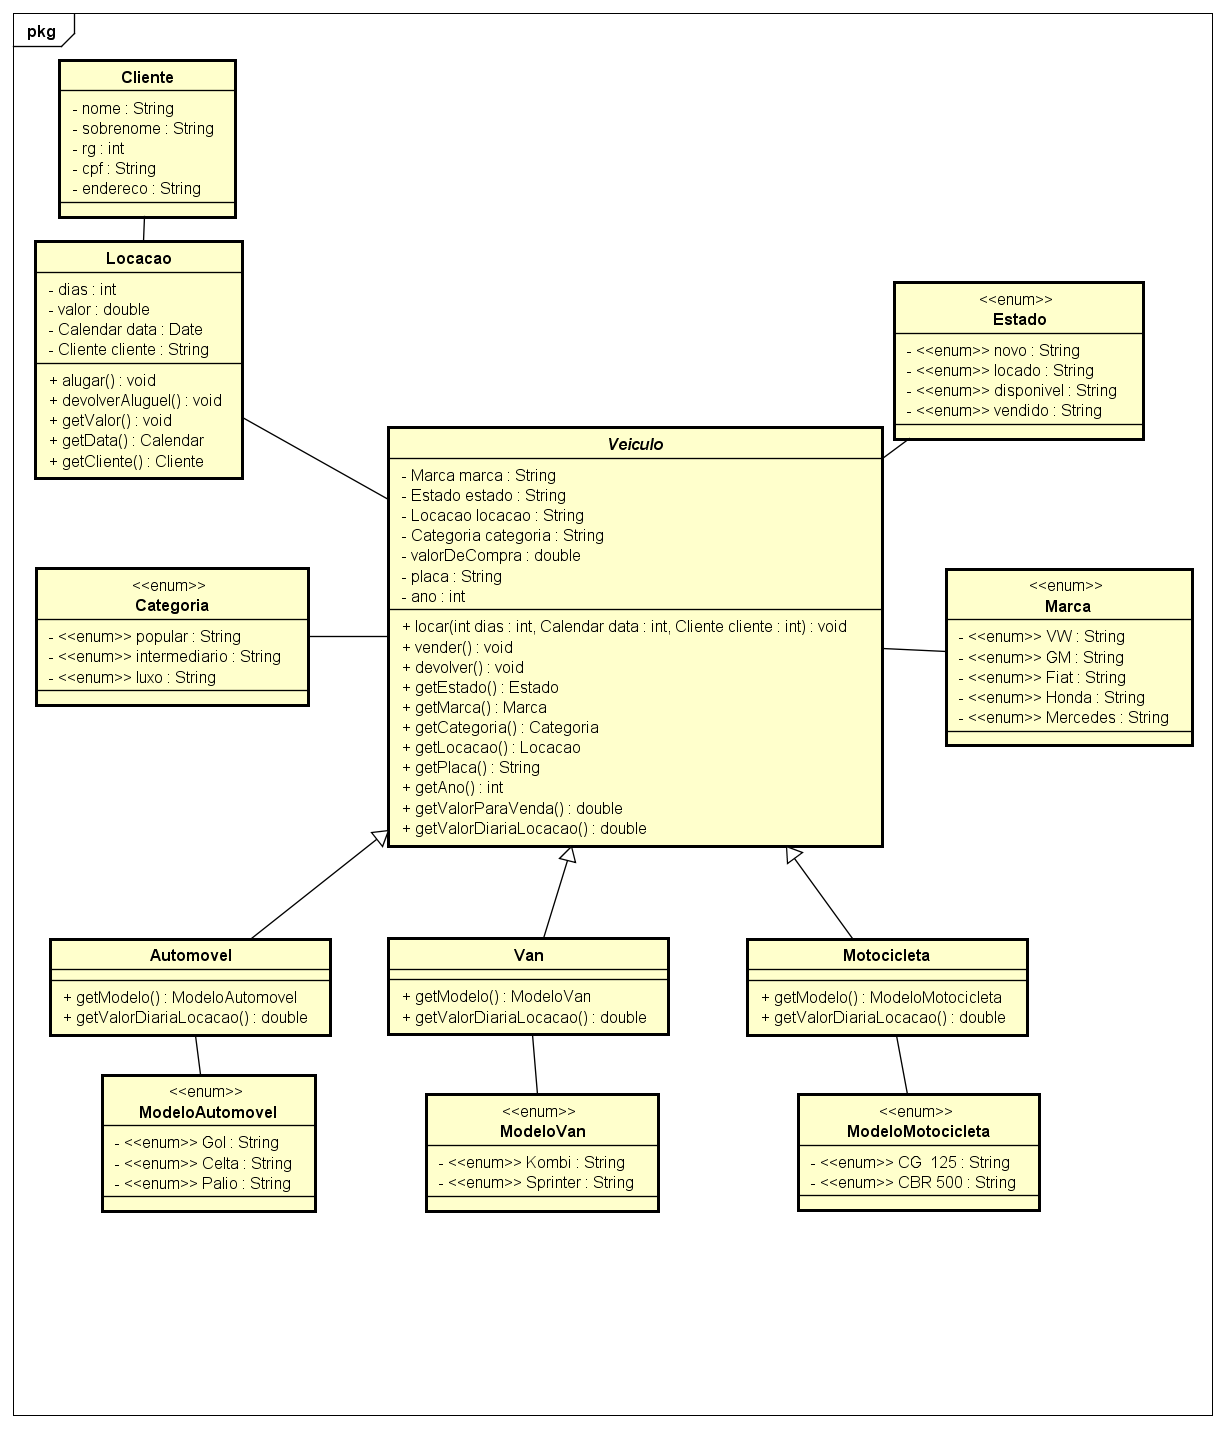 pkg
Cliente
- nome : String
- sobrenome : String
- rg : int
- cpf : String
- endereco : String
Locacao
- dias : int
- valor : double
- Calendar data : Date
- Cliente cliente : String
+ alugar() : void
+ devolverAluguel() : void
+ getValor() : void
+ getData() : Calendar
+ getCliente() : Cliente
<<enum>>
Estado
- <<enum>> novo : String
- <<enum>> locado : String
- <<enum>> disponivel : String
- <<enum>> vendido : String
Veiculo
- Marca marca : String
- Estado estado : String
- Locacao locacao : String
- Categoria categoria : String
- valorDeCompra : double
- placa : String
- ano : int
+ locar(int dias : int, Calendar data : int, Cliente cliente : int) : void
+ vender() : void
+ devolver() : void
+ getEstado() : Estado
+ getMarca() : Marca
+ getCategoria() : Categoria
+ getLocacao() : Locacao
+ getPlaca() : String
+ getAno() : int
+ getValorParaVenda() : double
+ getValorDiariaLocacao() : double
<<enum>>
Categoria
- <<enum>> popular : String
- <<enum>> intermediario : String
- <<enum>> luxo : String
<<enum>>
Marca
- <<enum>> VW : String
- <<enum>> GM : String
- <<enum>> Fiat : String
- <<enum>> Honda : String
- <<enum>> Mercedes : String
Automovel
+ getModelo() : ModeloAutomovel
+ getValorDiariaLocacao() : double
Van
+ getModelo() : ModeloVan
+ getValorDiariaLocacao() : double
Motocicleta
+ getModelo() : ModeloMotocicleta
+ getValorDiariaLocacao() : double
<<enum>>
ModeloAutomovel
- <<enum>> Gol : String
- <<enum>> Celta : String
- <<enum>> Palio : String
<<enum>>
ModeloVan
- <<enum>> Kombi : String
- <<enum>> Sprinter : String
<<enum>>
ModeloMotocicleta
- <<enum>> CG  125 : String
- <<enum>> CBR 500 : String